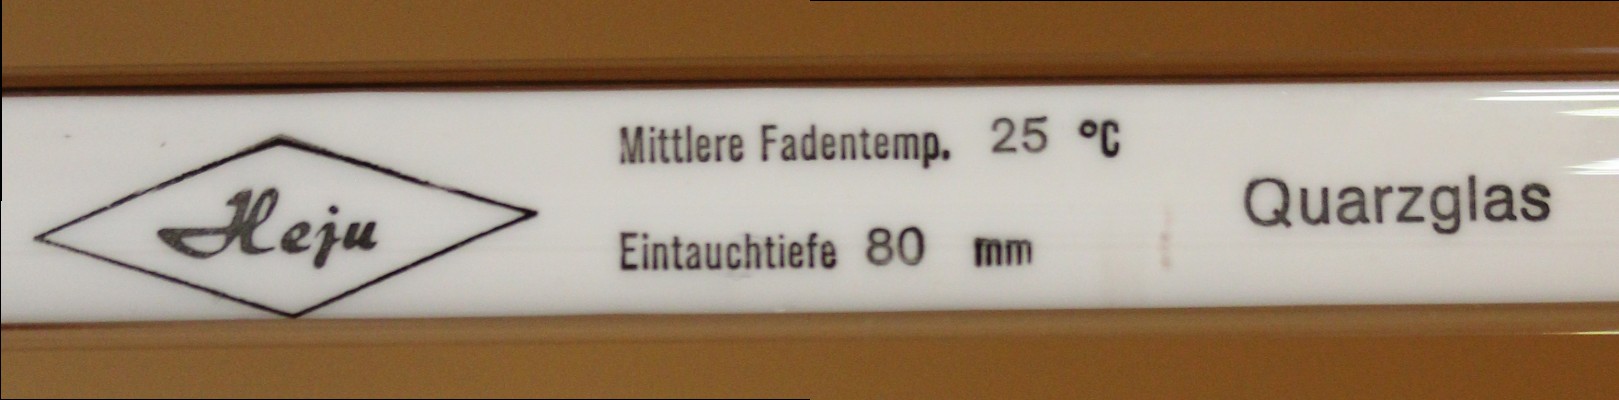 Heju
Mittlere Fadentemp. 25 °C
Eintauchtiefe 80 mm
Quarzglas